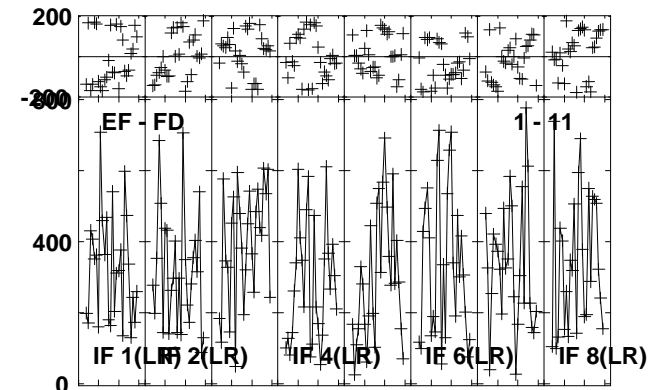 200
-200
800
EF - FD
1 - 11
400
IF 1(LR)
IF 2(LR)
IF 4(LR)
IF 6(LR)
IF 8(LR)
0